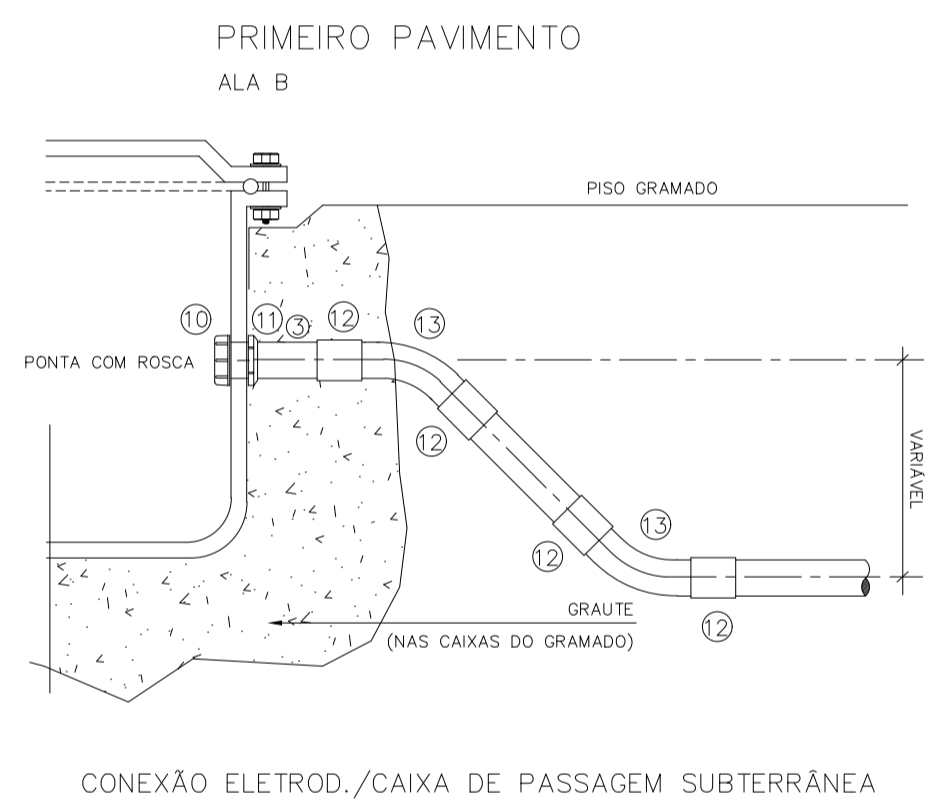 PRIMEIRO PAVIMENTO
ALA B
PISO GRAMADO
10
11
3
12
13
PONTA COM ROSCA
12
VARIÁVEL
13
12
GRAUTE
(NAS CAIXAS DO GRAMADO)
12
CONEXÃO ELETROD./CAIXA DE PASSAGEM SUBTERRÂNEA